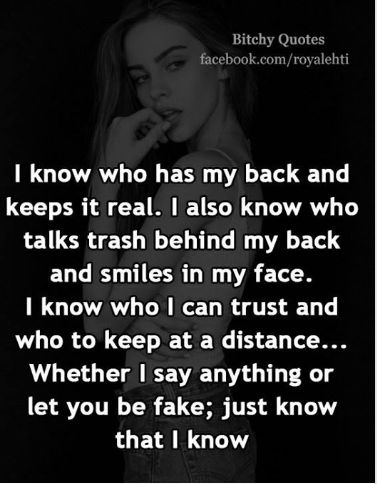 Bitchy Quotes
facebook.com/royalehti
I know who has my back and
keeps it real. I also know who
talks trash behind my back
and smiles in my face.
I know who I can trust and
who to keep at a distance...
Whether I say anything or
let you be fake; just know
that I know